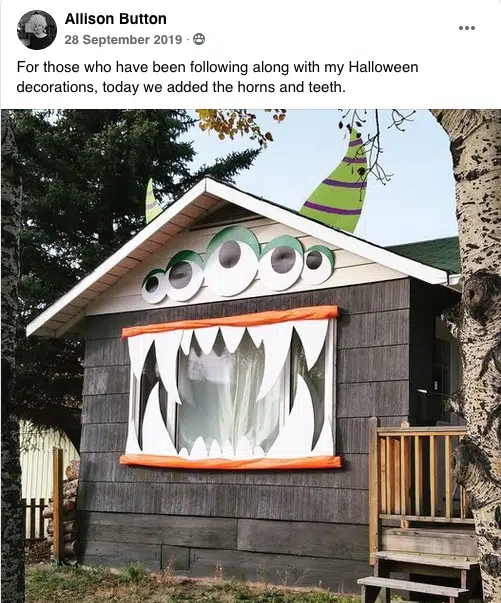 Allison Button
28 September 2019 ·
For those who have been following along with my Halloween
decorations, today we added the horns and teeth.